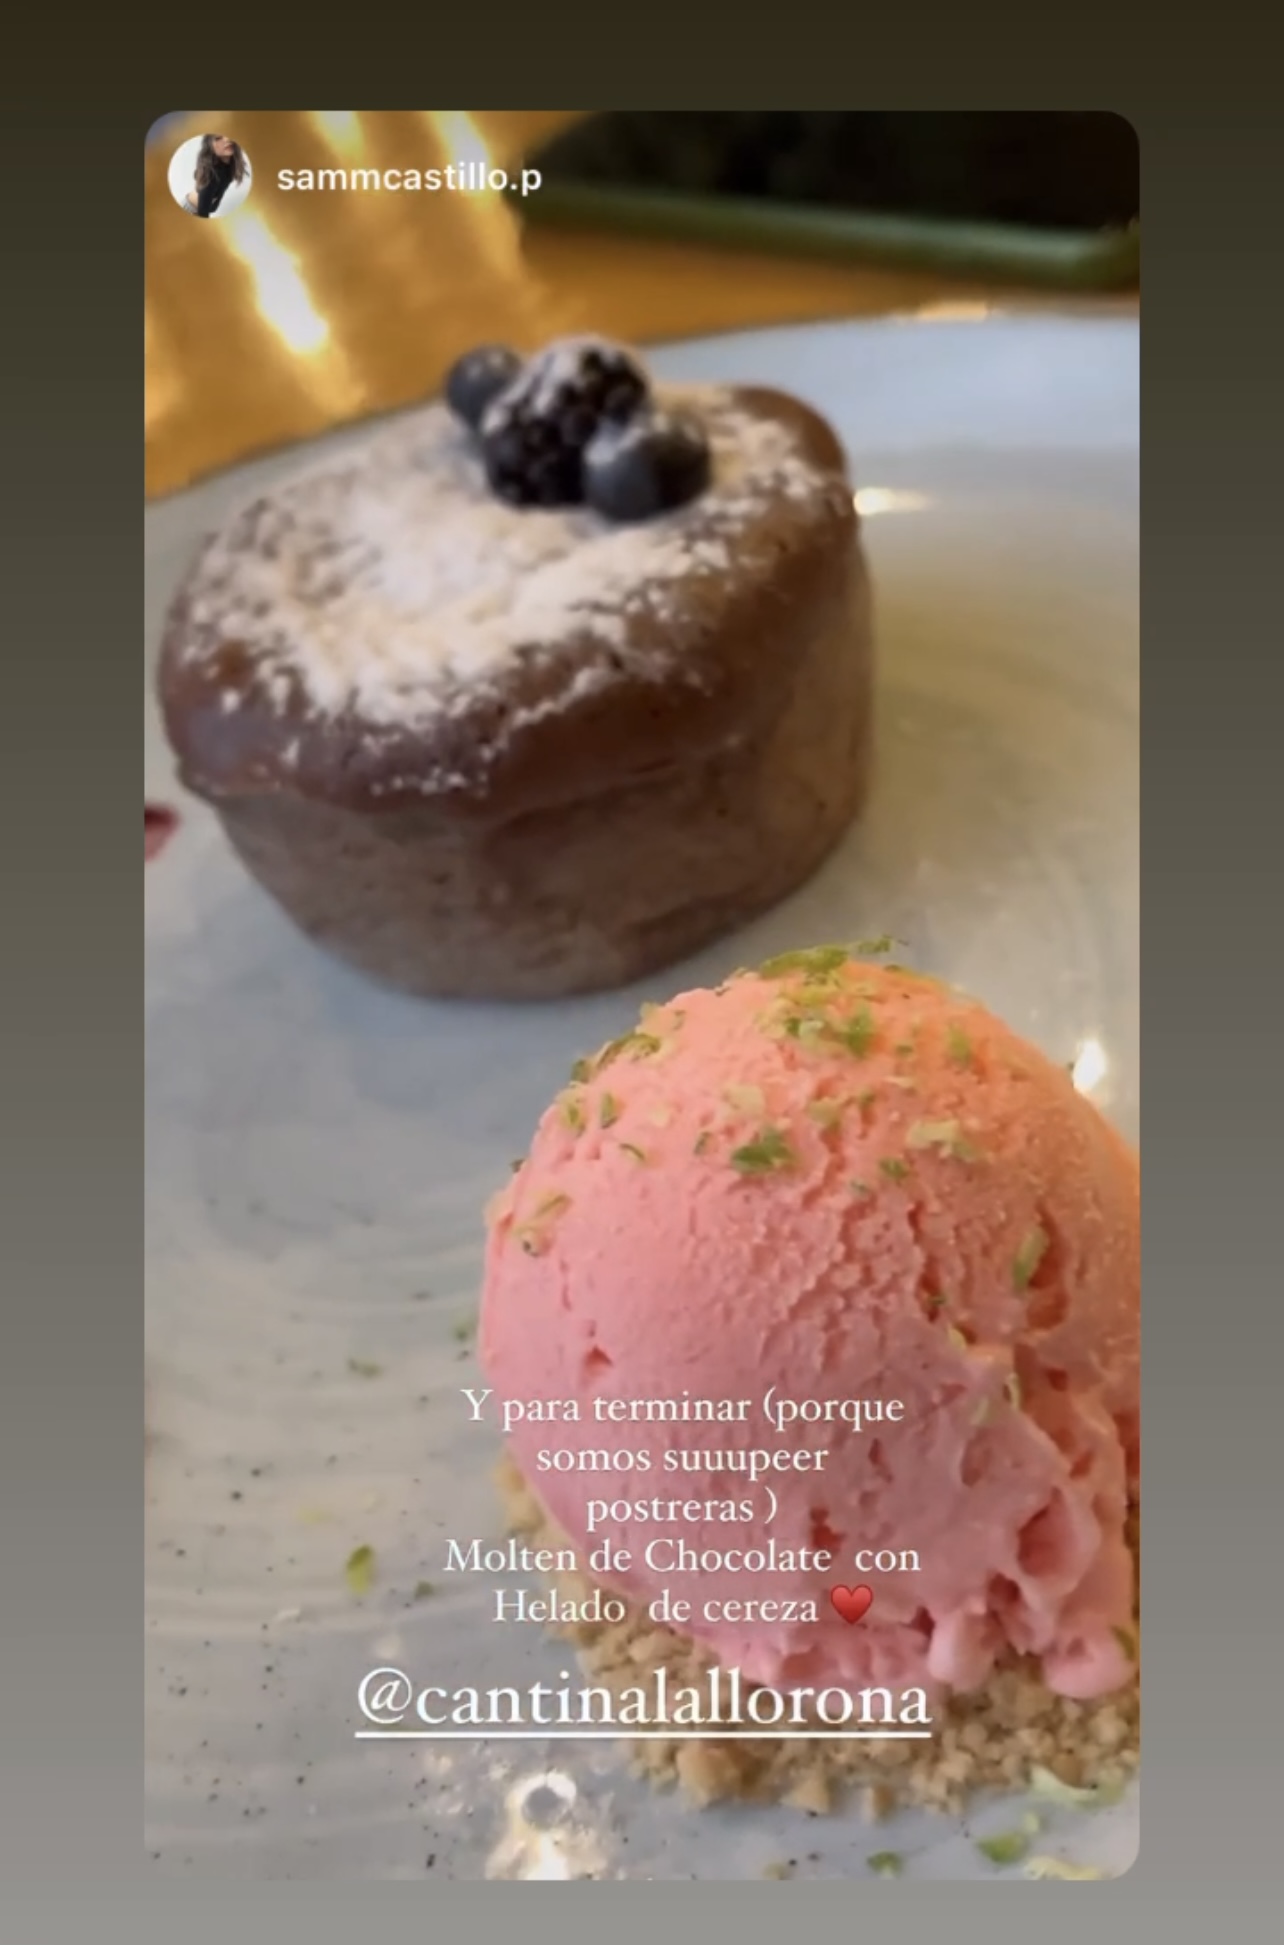 sammcastillo.p
Y para terminar (porque
somos suuupeer
postreras )
Molten de Chocolate  con
Helado  de cereza ❤️
@cantinalallorona